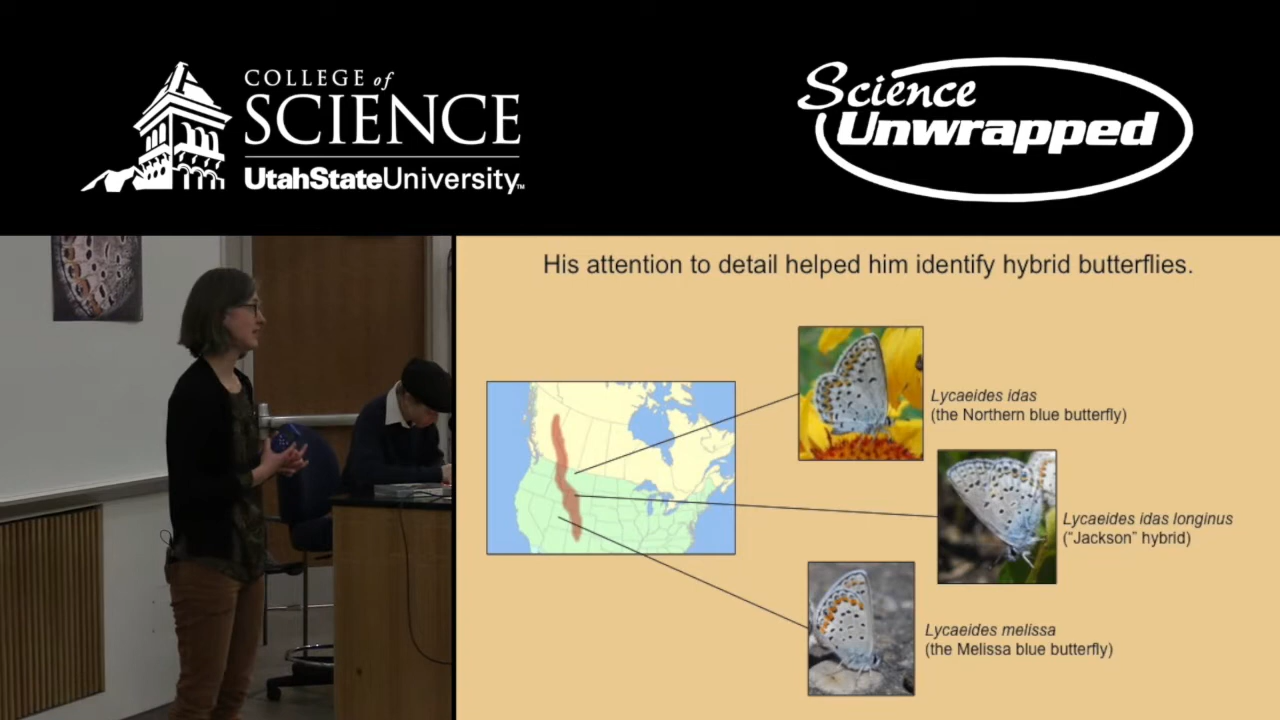 COLLEGE of
SCIENCE
UtahStateUniversity™
Science
Unwrapped
His attention to detail helped him identify hybrid butterflies.
Lycaeides idas
(the Northern blue butterfly)
Lycaeides idas longinus
("Jackson" hybrid)
Lycaeides melissa
(the Melissa blue butterfly)